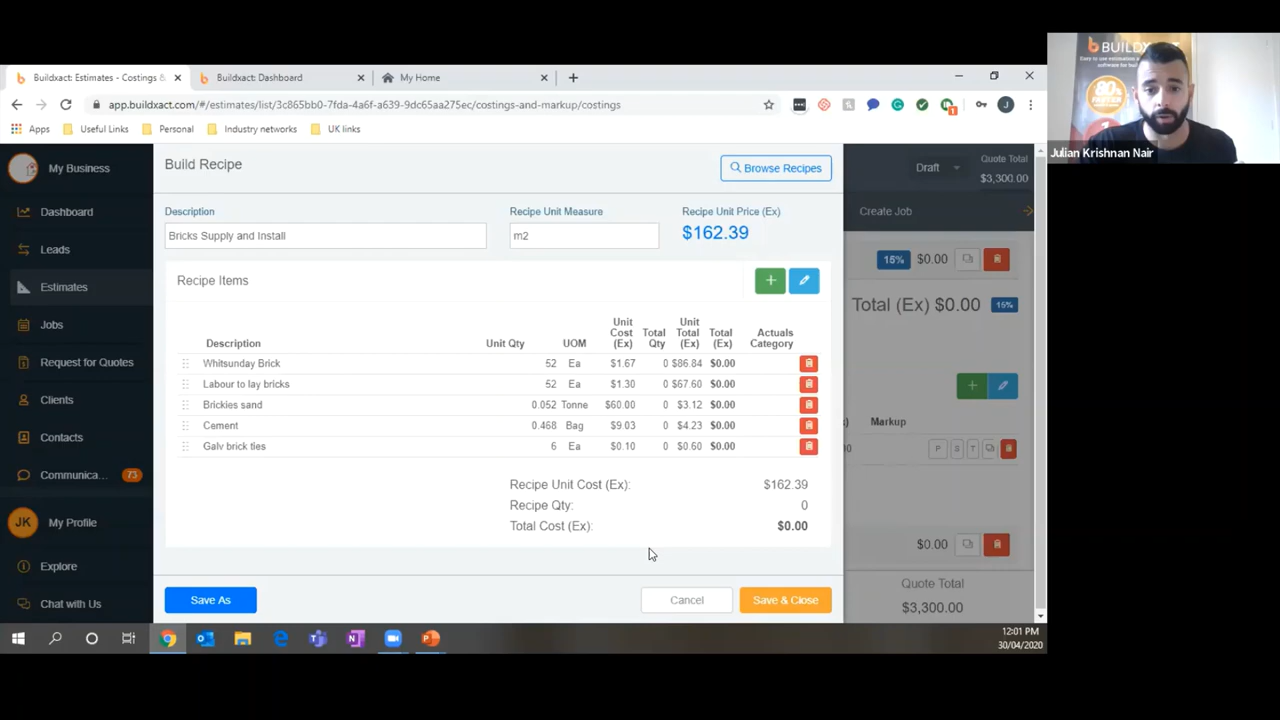 Buildxact: Estimates - Costings &
Buildxact: Dashboard
My Home
app.buildxact.com/#/estimates/list/3c865bb0-7fda-4a6f-a639-9dc65aa275ec/costings-and-markup/costings
Apps
Useful Links
Personal
Industry networks
UK links
My Business
Dashboard
Leads
Estimates
Jobs
Request for Quotes
Clients
Contacts
Communica... 73
JK My Profile
Explore
Chat with Us
Build Recipe
Browse Recipes
Description
Recipe Unit Measure
Recipe Unit Price (Ex)
Bricks Supply and Install
m2
$162.39
Recipe Items
Description Unit Qty UOM Unit Cost (Ex) Total Qty Unit Total (Ex) Total (Ex) Actuals Category
Whitsunday Brick 52 Ea $1.67 0 $86.84 $0.00
Labour to lay bricks 52 Ea $1.30 0 $67.60 $0.00
Brickies sand 0.052 Tonne $60.00 0 $3.12 $0.00
Cement 0.468 Bag $9.03 0 $4.23 $0.00
Galv brick ties 6 Ea $0.10 0 $0.60 $0.00
Recipe Unit Cost (Ex): $162.39
Recipe Qty: 0
Total Cost (Ex): $0.00
Save As
Cancel
Save & Close
Draft
Quote Total
$3,300.00
Create Job
15% $0.00
Total (Ex) $0.00 15%
Markup
P S T
$0.00
Quote Total
$3,300.00
12:01 PM
30/04/2020
BUILDXACT
80%
FASTER
Julian Krishnan Nair